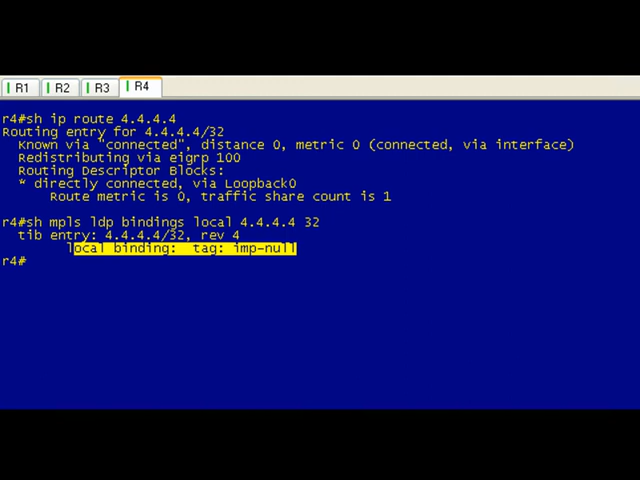 R1 R2 R3 R4
r4#sh ip route 4.4.4.4
Routing entry for 4.4.4.4/32
Known via "connected", distance 0, metric 0 (connected, via interface)
Redistributing via eigrp 100
Routing Descriptor Blocks:
* directly connected, via Loopback0
Route metric is 0, traffic share count is 1
r4#sh mpls ldp bindings local 4.4.4.4 32
tib entry: 4.4.4.4/32, rev 4
local binding:  tag: imp-null
r4#